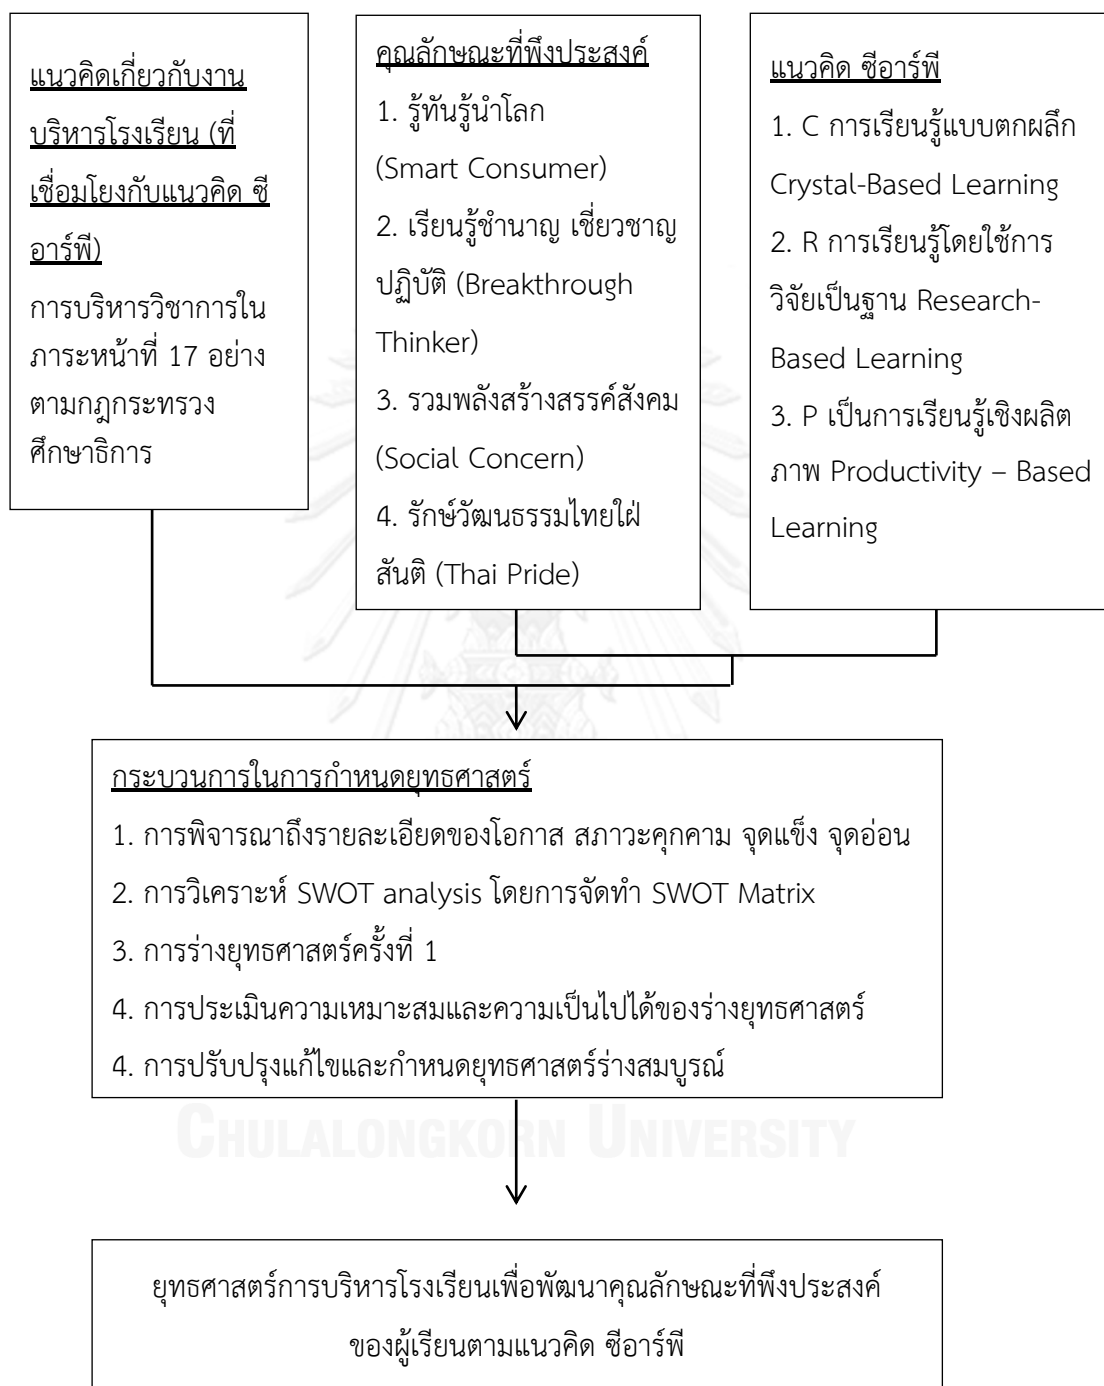 แนวคิดเกี่ยวกับงาน
บริหารโรงเรียน (ที่
เชื่อมโยงกับแนวคิด ซี
อาร์พี)
การบริหารวิชาการใน
ภาระหน้าที่ 17 อย่าง
ตามกฎกระทรวง
ศึกษาธิการ
คุณลักษณะที่พึงประสงค์
1. รู้ทันรู้นำโลก
(Smart Consumer)
2. เรียนรู้ชำนาญ เชี่ยวชาญ
ปฏิบัติ (Breakthrough
Thinker)
3. รวมพลังสร้างสรรค์สังคม
(Social Concern)
4. รักษ์วัฒนธรรมไทยใฝ่
สันติ (Thai Pride)
แนวคิด ซีอาร์พี
1. C การเรียนรู้แบบตกผลึก
Crystal-Based Learning
2. R การเรียนรู้โดยใช้การ
วิจัยเป็นฐาน Research-
Based Learning
3. P เป็นการเรียนรู้เชิงผลิต
ภาพ Productivity – Based
Learning
กระบวนการในการกำหนดยุทธศาสตร์
1. การพิจารณาถึงรายละเอียดของโอกาส สภาวะคุกคาม จุดแข็ง จุดอ่อน
2. การวิเคราะห์ SWOT analysis โดยการจัดทำ SWOT Matrix
3. การร่างยุทธศาสตร์ครั้งที่ 1
4. การประเมินความเหมาะสมและความเป็นไปได้ของร่างยุทธศาสตร์
4. การปรับปรุงแก้ไขและกำหนดยุทธศาสตร์ร่างสมบูรณ์
CHULALONGKORN UNIVERSITY
ยุทธศาสตร์การบริหารโรงเรียนเพื่อพัฒนาคุณลักษณะที่พึงประสงค์
ของผู้เรียนตามแนวคิด ซีอาร์พี